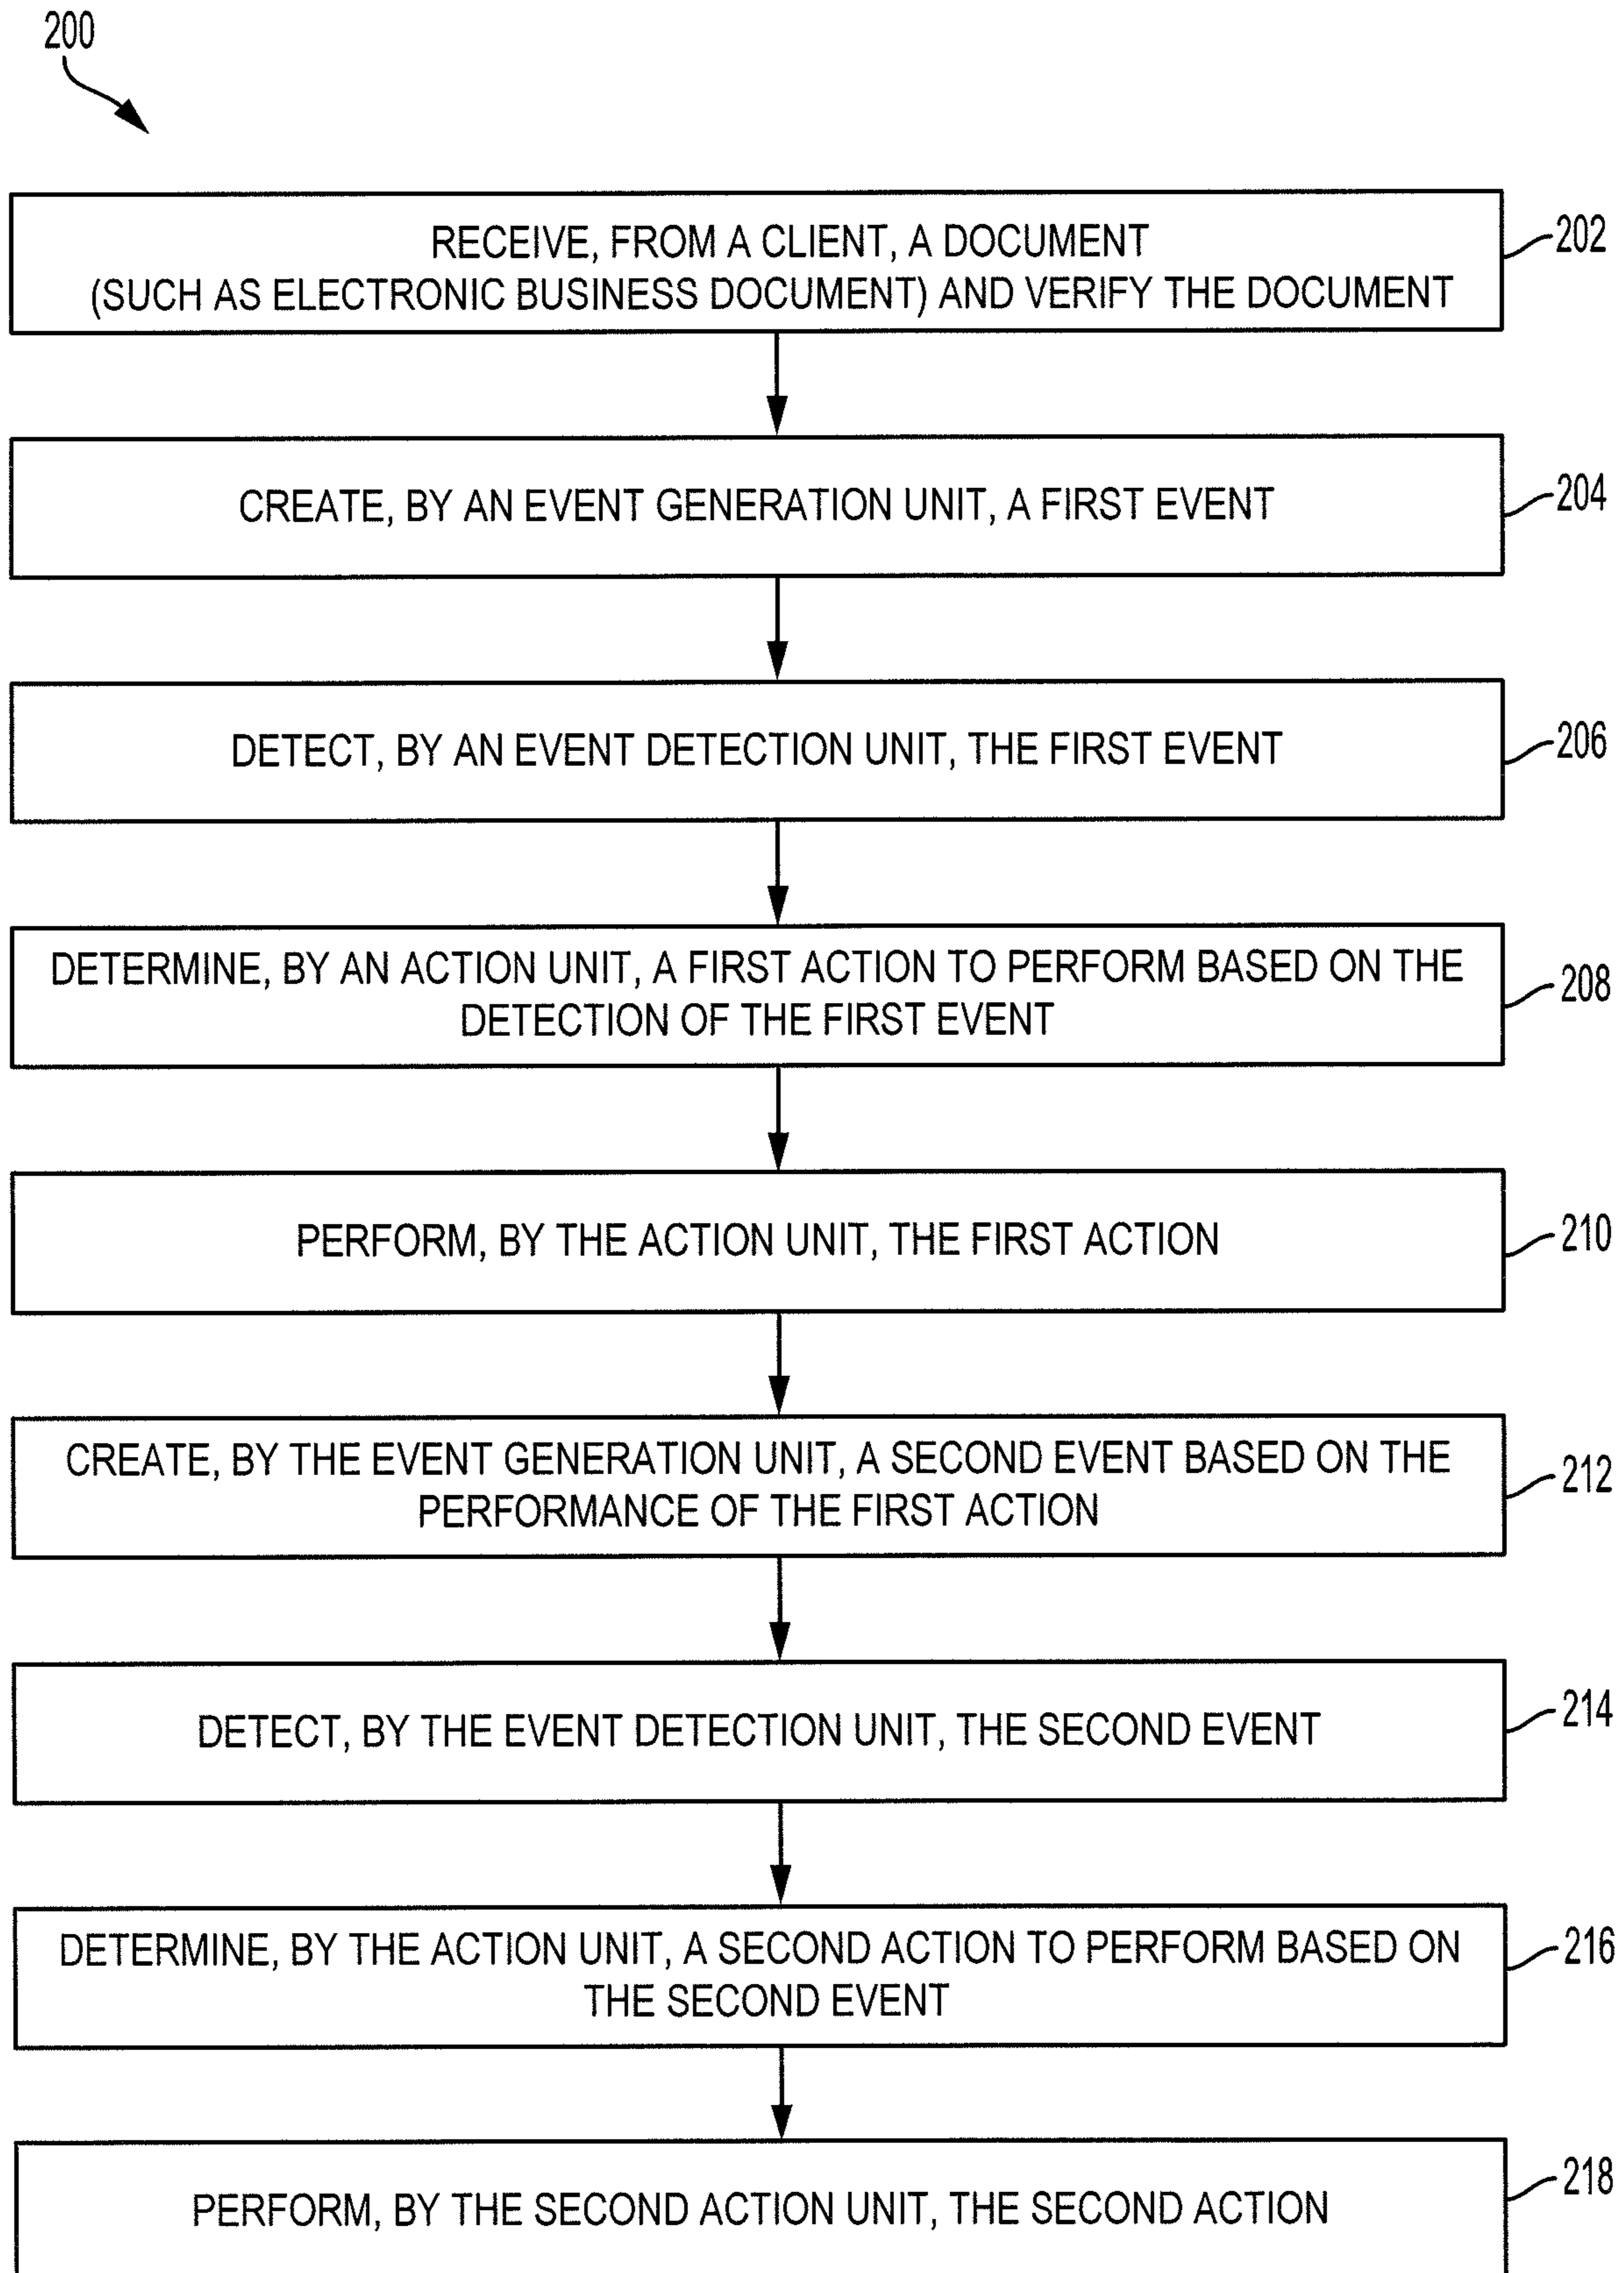 200
RECEIVE, FROM A CLIENT, A DOCUMENT
(SUCH AS ELECTRONIC BUSINESS DOCUMENT) AND VERIFY THE DOCUMENT
202
CREATE, BY AN EVENT GENERATION UNIT, A FIRST EVENT
204
DETECT, BY AN EVENT DETECTION UNIT, THE FIRST EVENT
206
DETERMINE, BY AN ACTION UNIT, A FIRST ACTION TO PERFORM BASED ON THE
DETECTION OF THE FIRST EVENT
208
PERFORM, BY THE ACTION UNIT, THE FIRST ACTION
210
CREATE, BY THE EVENT GENERATION UNIT, A SECOND EVENT BASED ON THE
PERFORMANCE OF THE FIRST ACTION
212
DETECT, BY THE EVENT DETECTION UNIT, THE SECOND EVENT
214
DETERMINE, BY THE ACTION UNIT, A SECOND ACTION TO PERFORM BASED ON
THE SECOND EVENT
216
PERFORM, BY THE SECOND ACTION UNIT, THE SECOND ACTION
218